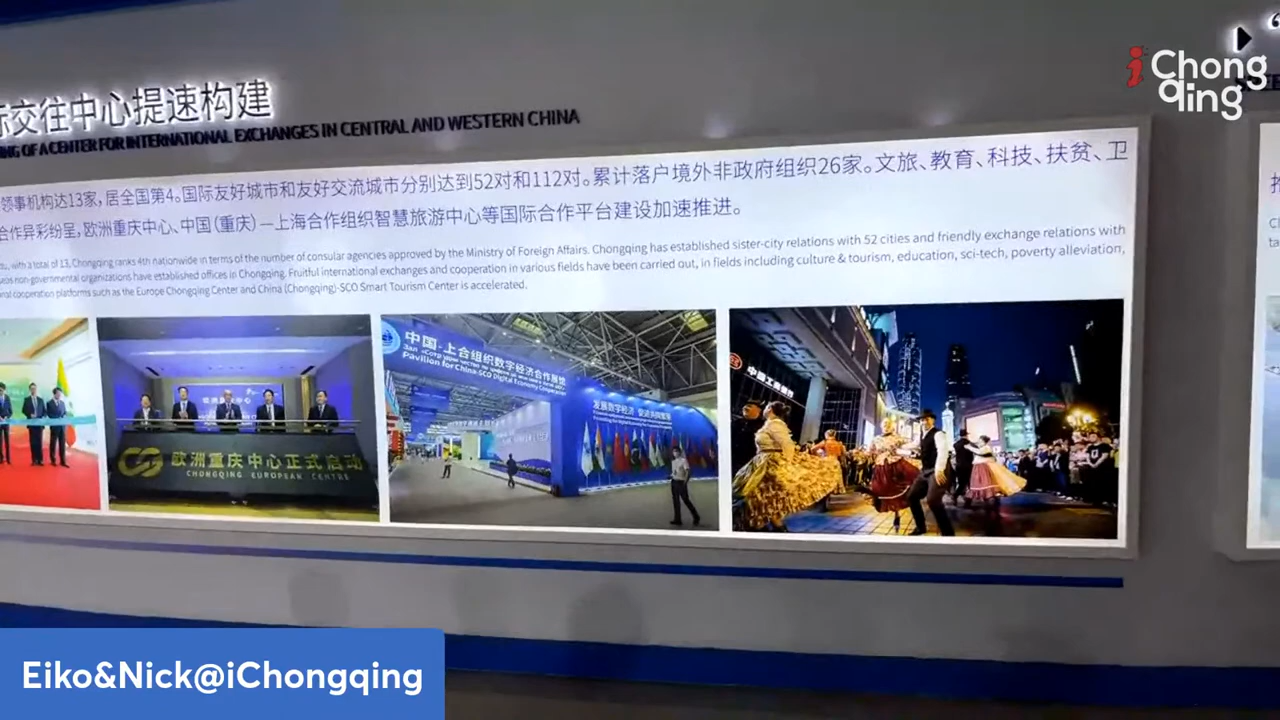 际交往中心提速构建
OF A CENTER FOR INTERNATIONAL EXCHANGES IN CENTRAL AND WESTERN CHINA
领事机构达13家，居全国第4。国际友好城市和友好交流城市分别达到52对和112对。累计落户境外非政府组织26家。文旅、教育、科技、扶贫、卫
合作异彩纷呈，欧洲重庆中心、中国（重庆）—上海合作组织智慧旅游中心等国际合作平台建设加速推进。
with a total of 13, Chongqing ranks 4th nationwide in terms of the number of consular agencies approved by the Ministry of Foreign Affairs. Chongqing has established sister-city relations with 52 cities and friendly exchange relations with
non-governmental organizations have established offices in Chongqing. Fruitful international exchanges and cooperation in various fields have been carried out, in fields including culture & tourism, education, sci-tech, poverty alleviation,
cooperation platforms such as the Europe Chongqing Center and China (Chongqing)-SCO Smart Tourism Center is accelerated.
欧洲重庆中心正式启动
CHONGQING EUROPEAN CENTRE
中国-上合组织数字经济合作展馆
Pavilion for China-SCO Digital Economy Cooperation
发展数字经济
中国工商银行
iChongqing
Eiko&Nick@iChongqing